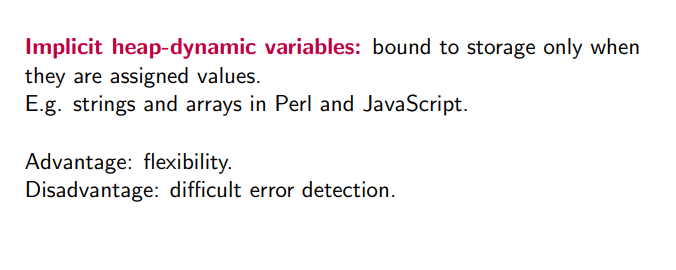 Implicit heap-dynamic variables: bound to storage only when
they are assigned values.
E.g. strings and arrays in Perl and JavaScript.
Advantage: flexibility.
Disadvantage: difficult error detection.